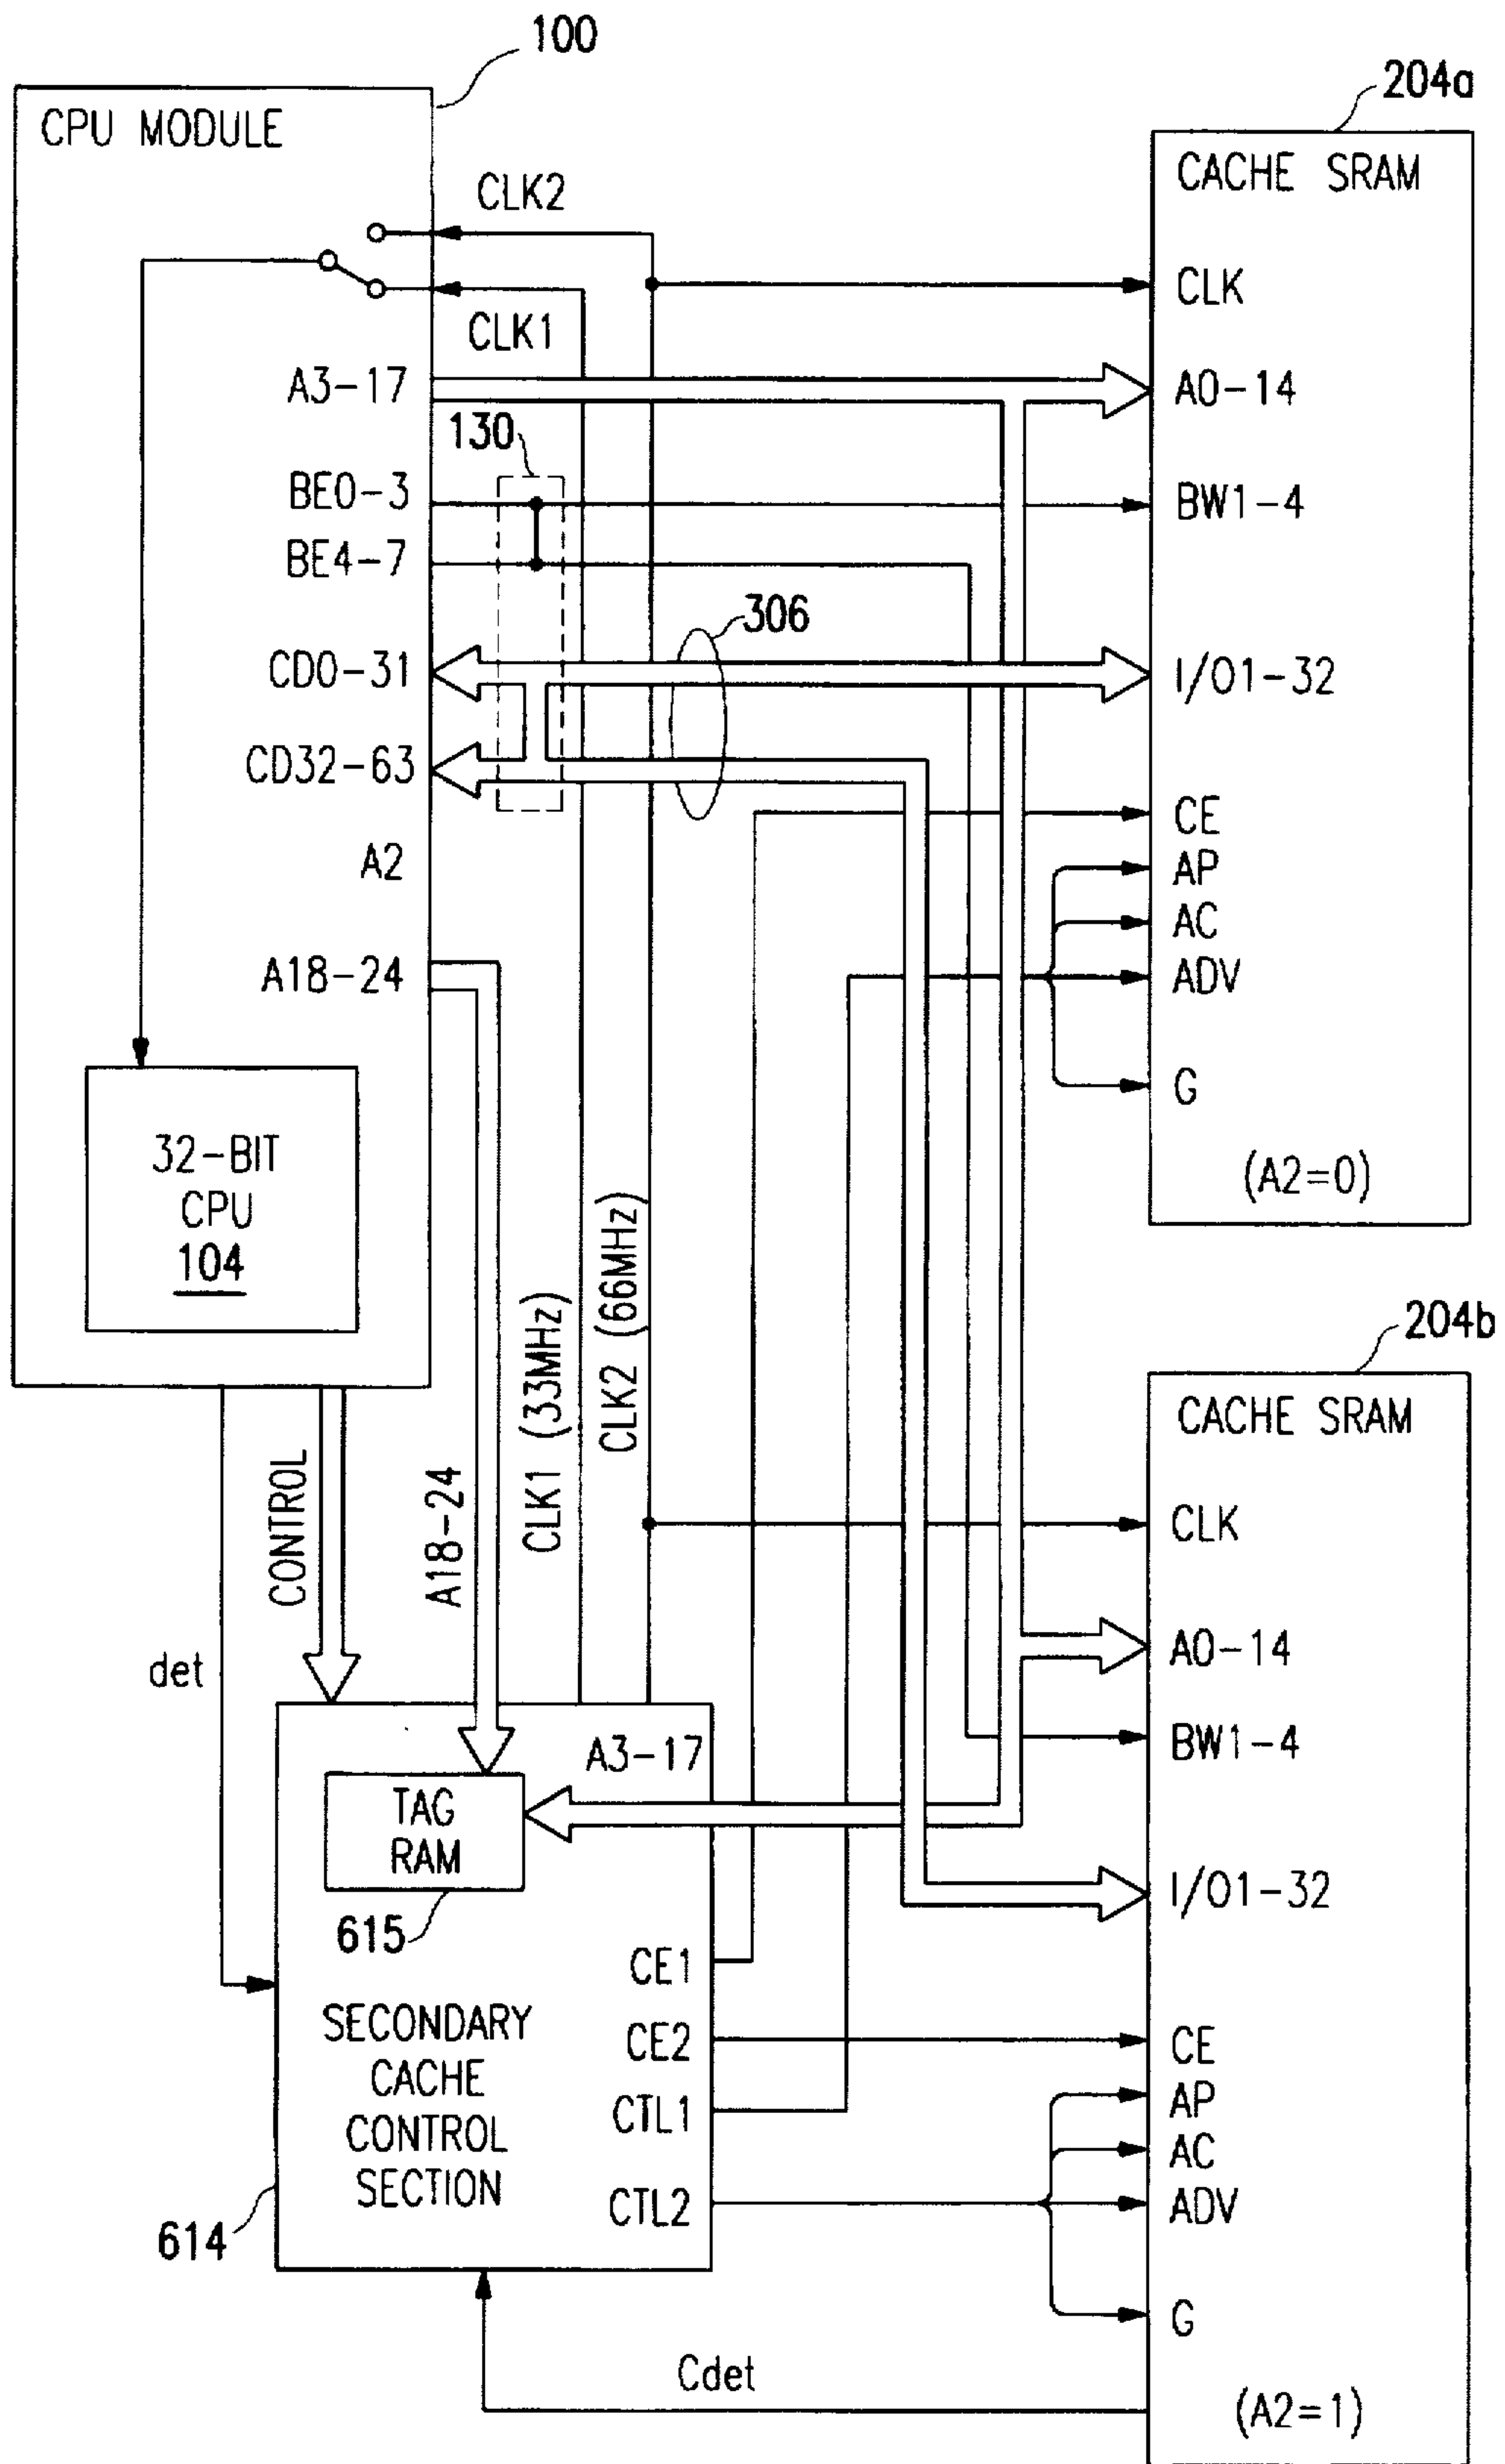 100
CPU MODULE
CLK2
CLK1
A3-17
130
BE0-3
BE4-7
306
CD0-31
CD32-63
A2
A18-24
32-BIT
CPU
104
204a
CACHE SRAM
CLK
A0-14
BW1-4
I/O1-32
CE
AP
AC
ADV
G
(A2=0)
CONTROL
det
A18-24
CLK1 (33MHz)
CLK2 (66MHz)
A3-17
TAG
RAM
615
CE1
SECONDARY
CACHE
CONTROL
SECTION
CE2
CTL1
CTL2
614
Cdet
204b
CACHE SRAM
CLK
A0-14
BW1-4
I/O1-32
CE
AP
AC
ADV
G
(A2=1)